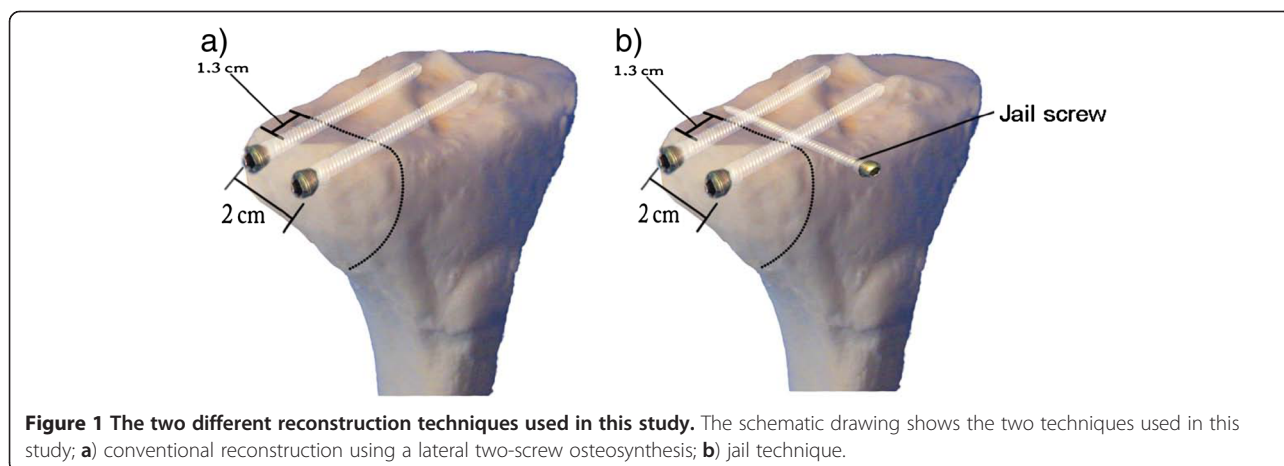 a)
1.3 cm
2 cm
b)
1.3 cm
Jail screw
2 cm
Figure 1 The two different reconstruction techniques used in this study. The schematic drawing shows the two techniques used in this
study; a) conventional reconstruction using a lateral two-screw osteosynthesis; b) jail technique.